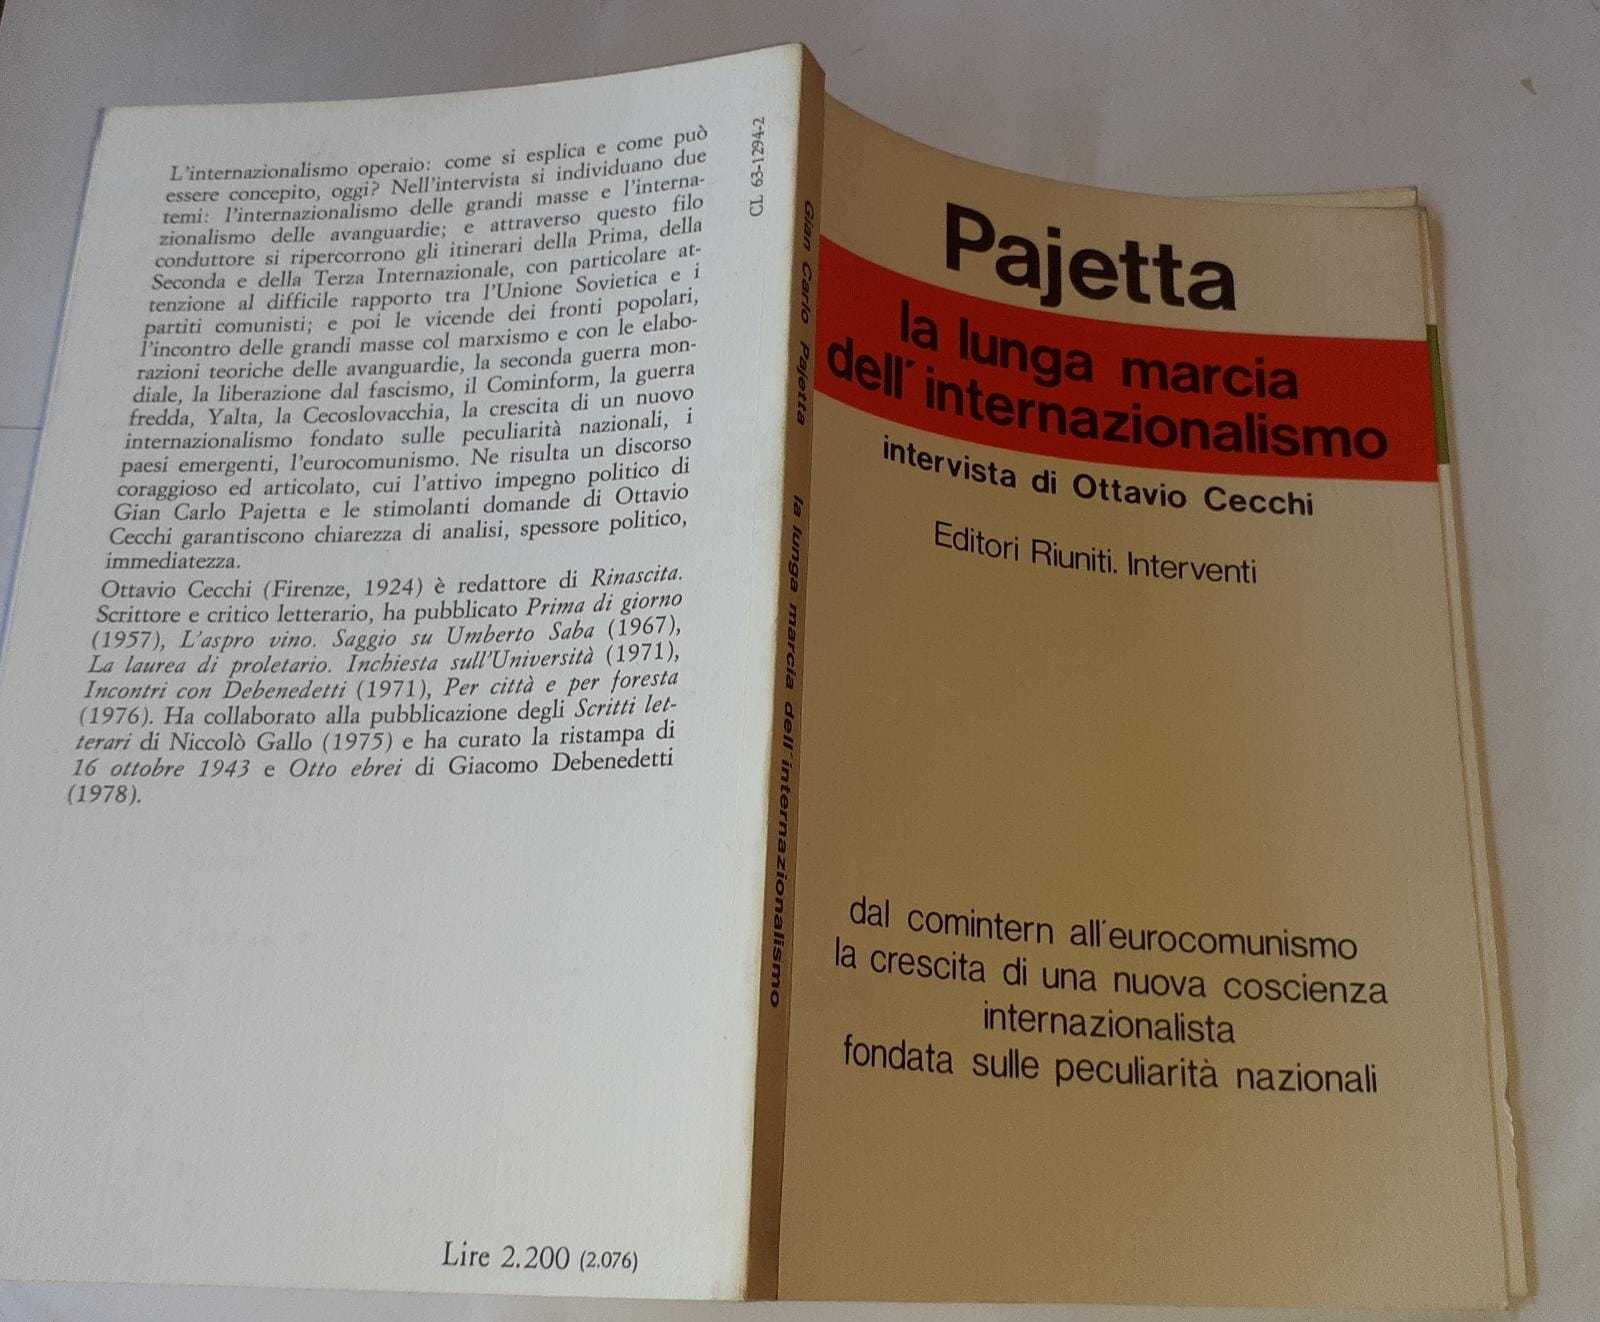 L'internazionalismo operaio: come si esplica e come può
essere concepito, oggi? Nell'intervista si individuano due
temi: l'internazionalismo delle grandi masse e l'interna-
zionalismo delle avanguardie; e attraverso questo filo
conduttore si ripercorrono gli itinerari della Prima, della
Seconda e della Terza Internazionale, con particolare at-
tenzione al difficile rapporto tra l'Unione Sovietica e i
partiti comunisti; e poi le vicende dei fronti popolari,
l'incontro delle grandi masse col marxismo e con le elabo-
razioni teoriche delle avanguardie, la seconda guerra mon-
diale, la liberazione dal fascismo, il Cominform, la guerra
fredda, Yalta, la Cecoslovacchia, la crescita di un nuovo
internazionalismo fondato sulle peculiarità nazionali, i
paesi emergenti, l'eurocomunismo. Ne risulta un discorso
coraggioso ed articolato, cui l'attivo impegno politico di
Gian Carlo Pajetta e le stimolanti domande di Ottavio
Cecchi garantiscono chiarezza di analisi, spessore politico,
immediatezza.
Ottavio Cecchi (Firenze, 1924) è redattore di Rinascita.
Scrittore e critico letterario, ha pubblicato Prima di giorno
(1957), L'aspro vino. Saggio su Umberto Saba (1967),
La laurea di proletario. Inchiesta sull'Università (1971),
Incontri con Debenedetti (1971), Per città e per foresta
(1976). Ha collaborato alla pubblicazione degli Scritti let-
terari di Niccolò Gallo (1975) e ha curato la ristampa di
16 ottobre 1943 e Otto ebrei di Giacomo Debenedetti
(1978).
Lire 2.200 (2.076)
CL 63-1294-2
Gian Carlo Pajetta la lunga marcia dell'internazionalismo
Pajetta
la lunga marcia
dell'internazionalismo
intervista di Ottavio Cecchi
Editori Riuniti. Interventi
dal comintern all'eurocomunismo
la crescita di una nuova coscienza
internazionalista
fondata sulle peculiarità nazionali